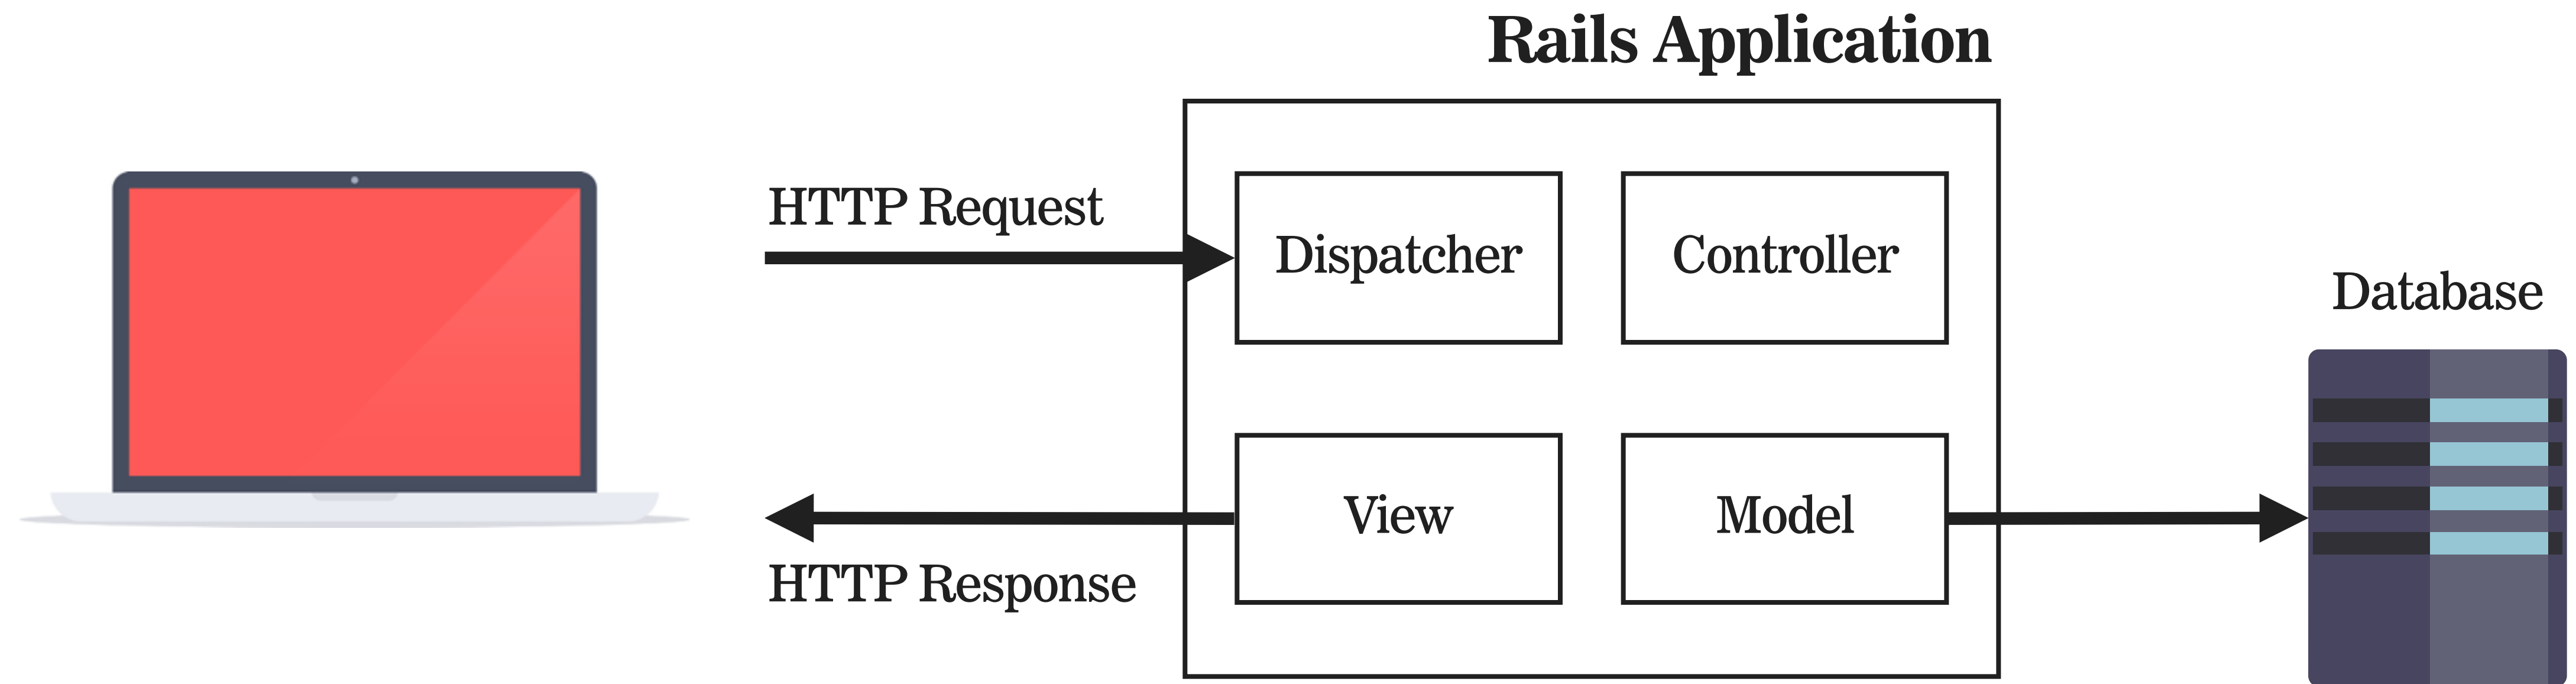 Rails Application
HTTP Request
Dispatcher
Controller
Database
View
Model
HTTP Response